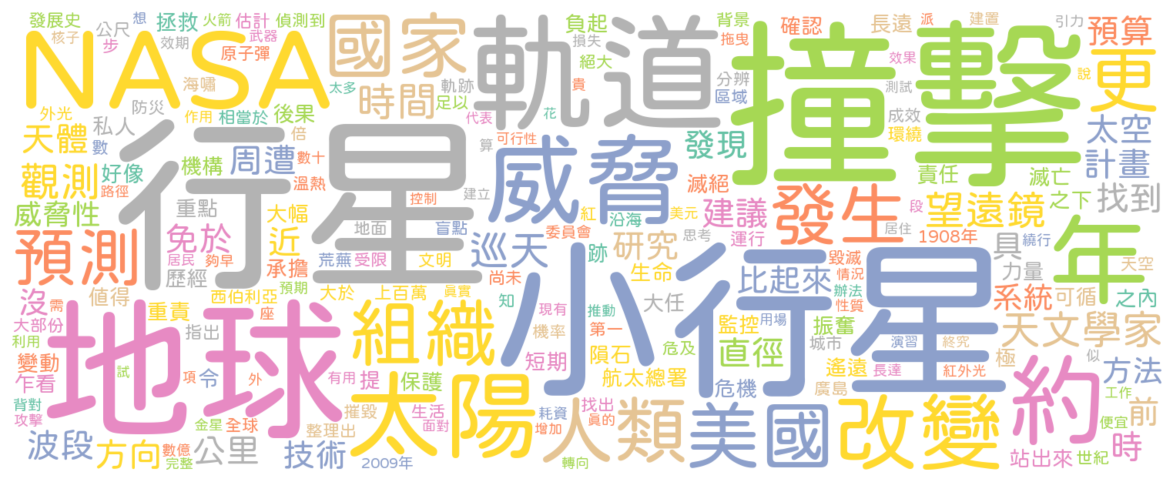 發展史 公尺 想 拯救 火箭 估計 偵測到
核子 步 效期 武器 原子彈
NASA
國家
軌道
負起 背景 損失 拖曳 絕大
撞擊
確認
長遠 派 建置 引力
效果
預算
更
海嘯 太多 時間 軌跡 足以 分辨 區域 測試 說
外光 防災 作用 相當於 後果 代表 貴 花 成效 環繞 天空
天體 私人 數 倍 可行性 算 太空
行星
周遭 數十 威脅 發現 責任 滅亡 計畫
觀測 好像 機構 溫熱 滅絕 之下 找到
路徑 控制 建立 段
威脅性 重點 大幅 地面 盲點 紅 沿海 美元 建議 發生 望遠鏡
預測 免於 近 委員會 運行 思考 居住 1908年 具
居民 夠早 承擔 荒蕪 受限 巡天 跡 研究 毀滅 繞行 年
歷經 預期 文明 尚未 生命 比起來 情況 力量
沒 需 值得 西伯利亞 大於 上百萬 真實 知 小行星 現有 推動 大任 辦法 性質 系統 可循 之內
大部份 重責 座 機率 第一 監控 用場 振奮 天文學家
利用 地球 指出 組織 城市
變動 令 短期 隕石 危及 直徑 演習 終究 極 似
乍看 試 項 外 有用 提 保護 航太總署 遙遠 紅外光 約 方法
背對 摧毀 生活 太陽 耗資 找出 危機 廣島 工作
攻擊 金星 全球 面對 增加 真的 人類 美國 改變 前 便宜
波段 方向 公里 整理出 技術 時
數億 完整 2009年 轉向 站出來 世紀